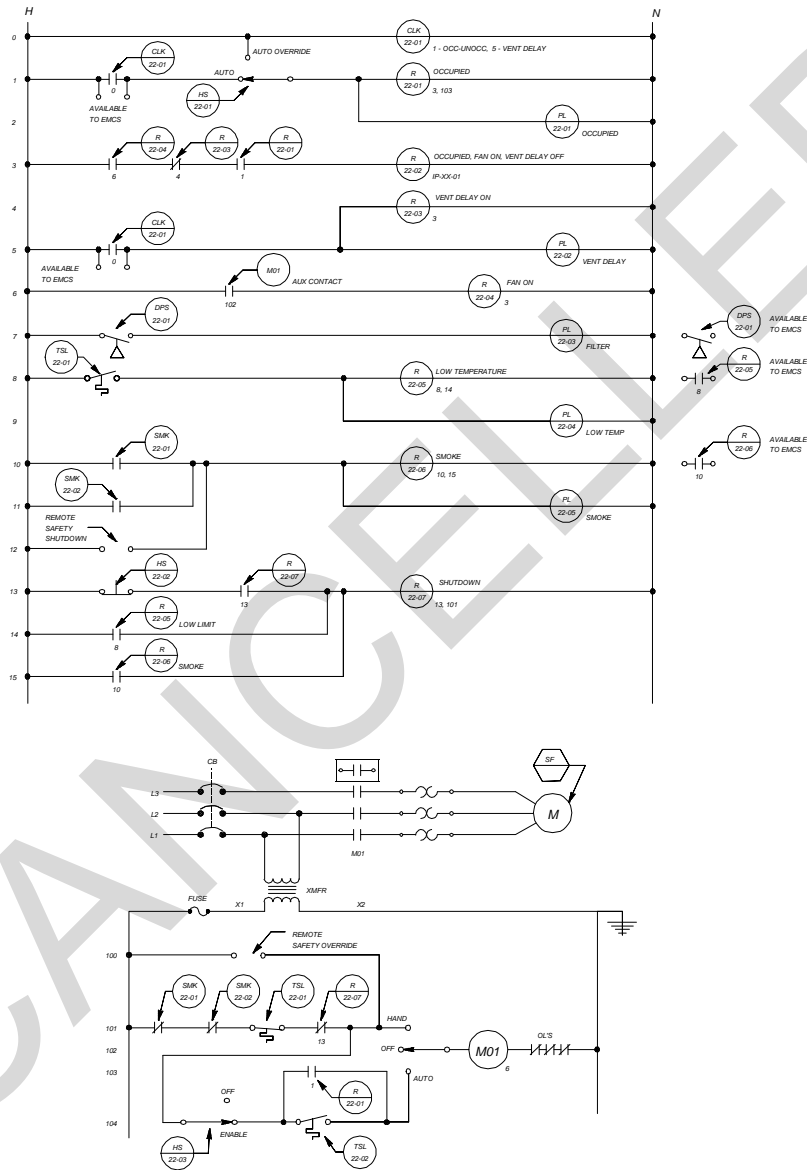 H
N
0
CLK
22-01
1 - OCC-UNOCC, 5 - VENT DELAY
AUTO OVERRIDE
CLK
22-01
1
0
AUTO
HS
22-01
R
22-01
OCCUPIED
3, 103
AVAILABLE
TO EMCS
2
PL
22-01
OCCUPIED
R
22-04
R
22-03
R
22-01
3
6
4
1
R
22-02
OCCUPIED, FAN ON, VENT DELAY OFF
IP-XX-01
4
R
22-03
VENT DELAY ON
3
CLK
22-01
5
0
PL
22-02
VENT DELAY
AVAILABLE
TO EMCS
M01
AUX CONTACT
6
102
R
22-04
FAN ON
3
DPS
22-01
7
PL
22-03
FILTER
DPS
22-01
AVAILABLE
TO EMCS
TSL
22-01
8
R
22-05
LOW TEMPERATURE
8, 14
R
22-05
8
AVAILABLE
TO EMCS
9
PL
22-04
LOW TEMP
SMK
22-01
10
R
22-06
SMOKE
10, 15
R
22-06
10
AVAILABLE
TO EMCS
SMK
22-02
11
PL
22-05
SMOKE
REMOTE
SAFETY
SHUTDOWN
12
HS
22-02
R
22-07
13
13
R
22-07
SHUTDOWN
13, 101
R
22-05
LOW LIMIT
14
8
R
22-06
SMOKE
15
10
CANCELLED
CB
SF
L3
L2
L1
M01
M
XMFR
FUSE
X1
X2
100
REMOTE
SAFETY OVERRIDE
SMK
22-01
SMK
22-02
TSL
22-01
R
22-07
101
13
HAND
102
OFF
M01
6
OL'S
103
AUTO
1
R
22-01
OFF
104
ENABLE
HS
22-03
TSL
22-02